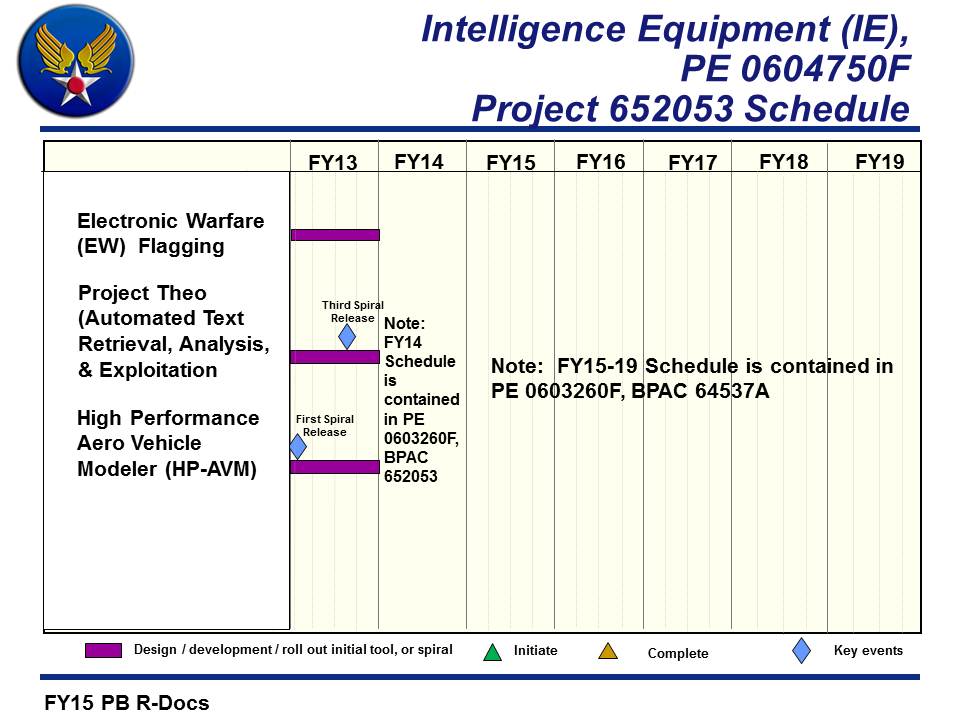 Intelligence Equipment (IE),
PE 0604750F
Project 652053 Schedule
FY13 FY14 FY15 FY16 FY17 FY18 FY19
Electronic Warfare
(EW) Flagging
Project Theo
(Automated Text
Retrieval, Analysis,
& Exploitation
High Performance
Aero Vehicle
Modeler (HP-AVM)
Third Spiral
Release
First Spiral
Release
Note:
FY14
Schedule
is
contained
in PE
0603260F,
BPAC
652053
Note: FY15-19 Schedule is contained in
PE 0603260F, BPAC 64537A
Design / development / roll out initial tool, or spiral
Initiate
Complete
Key events
FY15 PB R-Docs